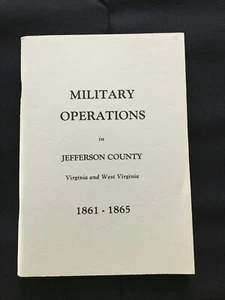 MILITARY
OPERATIONS
in
JEFFERSON COUNTY
Virginia and West Virginia
1861 - 1865